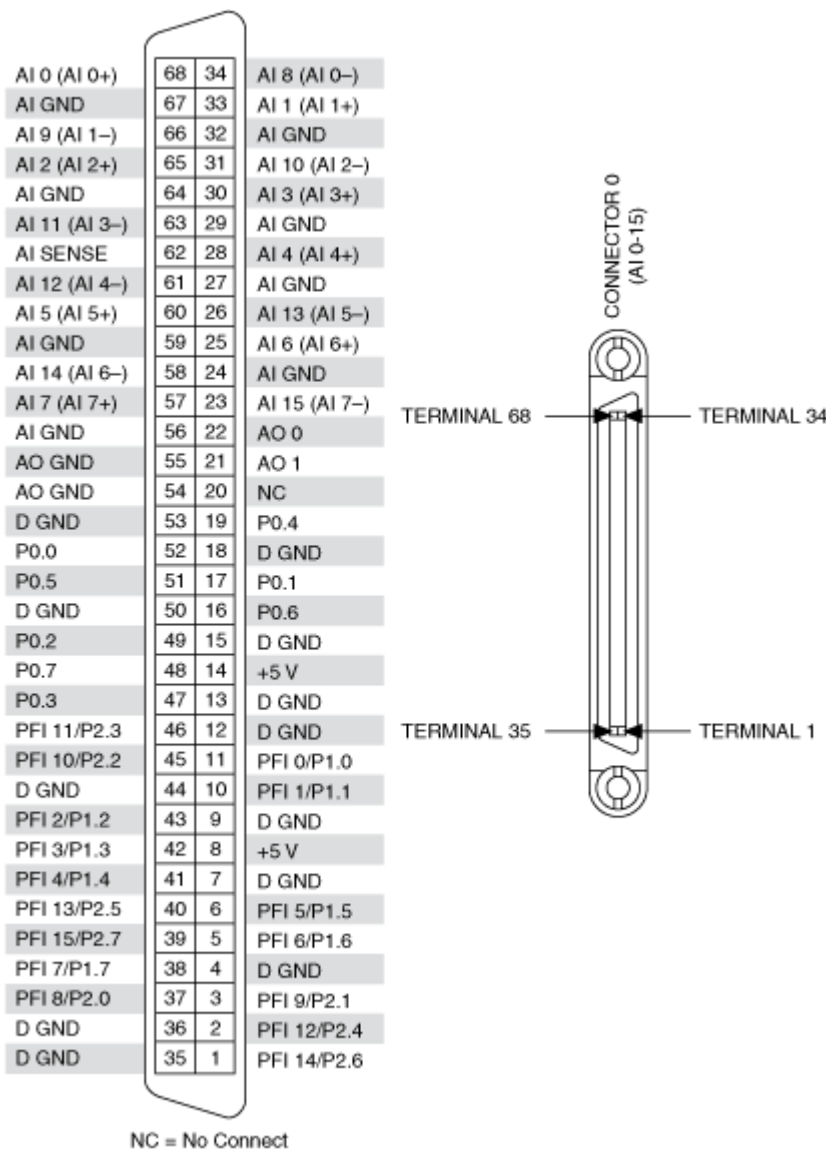 AI 0 (AI 0+) 68 34 AI 8 (AI 0–)
AI GND 67 33 AI 1 (AI 1+)
AI 9 (AI 1–) 66 32 AI GND
AI 2 (AI 2+) 65 31 AI 10 (AI 2–)
AI GND 64 30 AI 3 (AI 3+)
AI 11 (AI 3–) 63 29 AI GND
AI SENSE 62 28 AI 4 (AI 4+)
AI 12 (AI 4–) 61 27 AI GND
AI 5 (AI 5+) 60 26 AI 13 (AI 5–)
AI GND 59 25 AI 6 (AI 6+)
AI 14 (AI 6–) 58 24 AI GND
AI 7 (AI 7+) 57 23 AI 15 (AI 7–)
AI GND 56 22 AO 0
AO GND 55 21 AO 1
AO GND 54 20 NC
D GND 53 19 P0.4
P0.0 52 18 D GND
P0.5 51 17 P0.1
D GND 50 16 P0.6
P0.2 49 15 D GND
P0.7 48 14 +5 V
P0.3 47 13 D GND
PFI 11/P2.3 46 12 D GND
PFI 10/P2.2 45 11 PFI 0/P1.0
D GND 44 10 PFI 1/P1.1
PFI 2/P1.2 43 9 D GND
PFI 3/P1.3 42 8 +5 V
PFI 4/P1.4 41 7 D GND
PFI 13/P2.5 40 6 PFI 5/P1.5
PFI 15/P2.7 39 5 PFI 6/P1.6
PFI 7/P1.7 38 4 D GND
PFI 8/P2.0 37 3 PFI 9/P2.1
D GND 36 2 PFI 12/P2.4
D GND 35 1 PFI 14/P2.6
NC = No Connect
CONNECTOR 0
(AI 0-15)
TERMINAL 68 TERMINAL 34
TERMINAL 35 TERMINAL 1